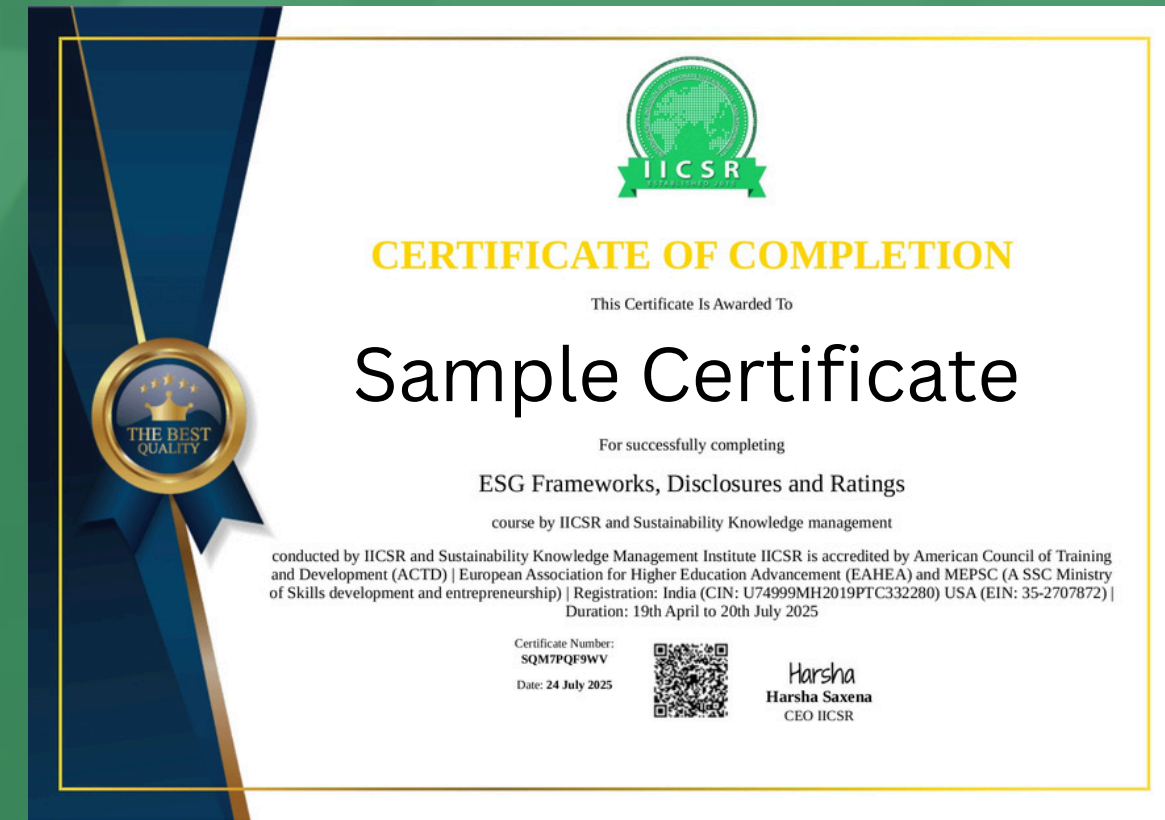 IICSR
ESTABLISHED 2012
CERTIFICATE OF COMPLETION
This Certificate Is Awarded To
Sample Certificate
THE BEST
QUALITY
For successfully completing
ESG Frameworks, Disclosures and Ratings
course by IICSR and Sustainability Knowledge management
conducted by IICSR and Sustainability Knowledge Management Institute IICSR is accredited by American Council of Training
and Development (ACTD) | European Association for Higher Education Advancement (EAHEA) and MEPSC (A SSC Ministry
of Skills development and entrepreneurship) | Registration: India (CIN: U74999MH2019PTC332280) USA (EIN: 35-2707872) |
Duration: 19th April to 20th July 2025
Certificate Number:
SQM7PQF9WV
Date: 24 July 2025
Harsha
Harsha Saxena
CEO IICSR